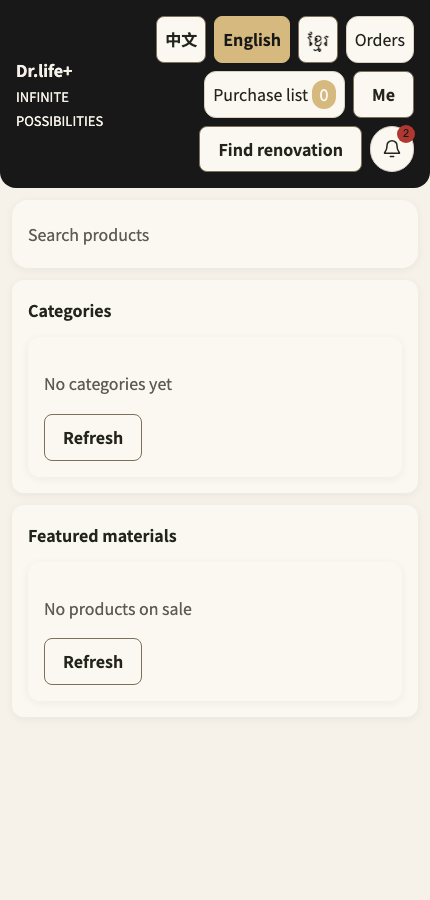 中文
English
ខ្មែរ
Orders
Dr.life+
INFINITE
POSSIBILITIES
Purchase list 0
Me
Find renovation
2
Search products
Categories
No categories yet
Refresh
Featured materials
No products on sale
Refresh